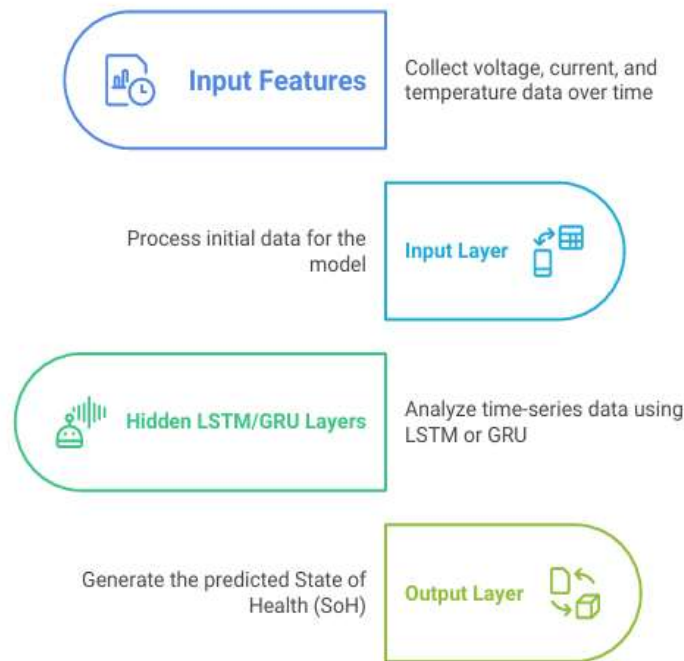 Input Features
Collect voltage, current, and
temperature data over time
Process initial data for the
model
Input Layer
Hidden LSTM/GRU Layers
Analyze time-series data using
LSTM or GRU
Generate the predicted State of
Health (SoH)
Output Layer